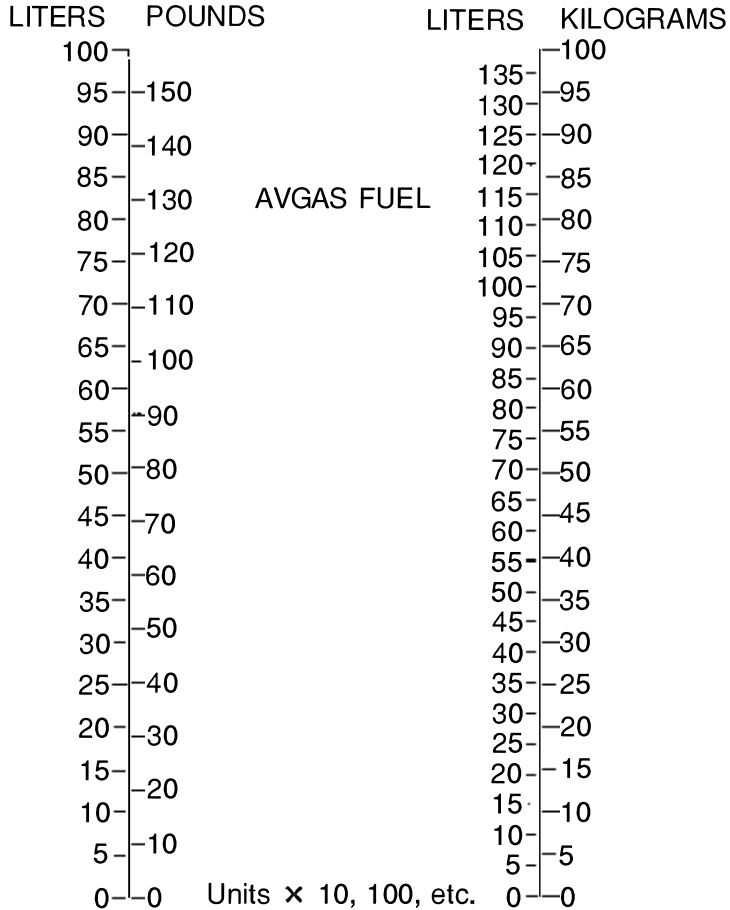 LITERS POUNDS LITERS KILOGRAMS
100 100
135
95 150 95
130
90 125 90
140
120
85 85
130 AVGAS FUEL 115
80 110 80
120
75 105 75
100
70 110 95 70
65 90 65
100
85
60 60
90 80
55 75 55
50 80 70 50
65
45 70 45
60
40 55 40
60
35 50 35
50 45
30 30
40
25 40 35 25
30
20 30 20
25
15 20 15
20
15
10 10
10 10
5 5
5
0 0 Units × 10, 100, etc. 0 0